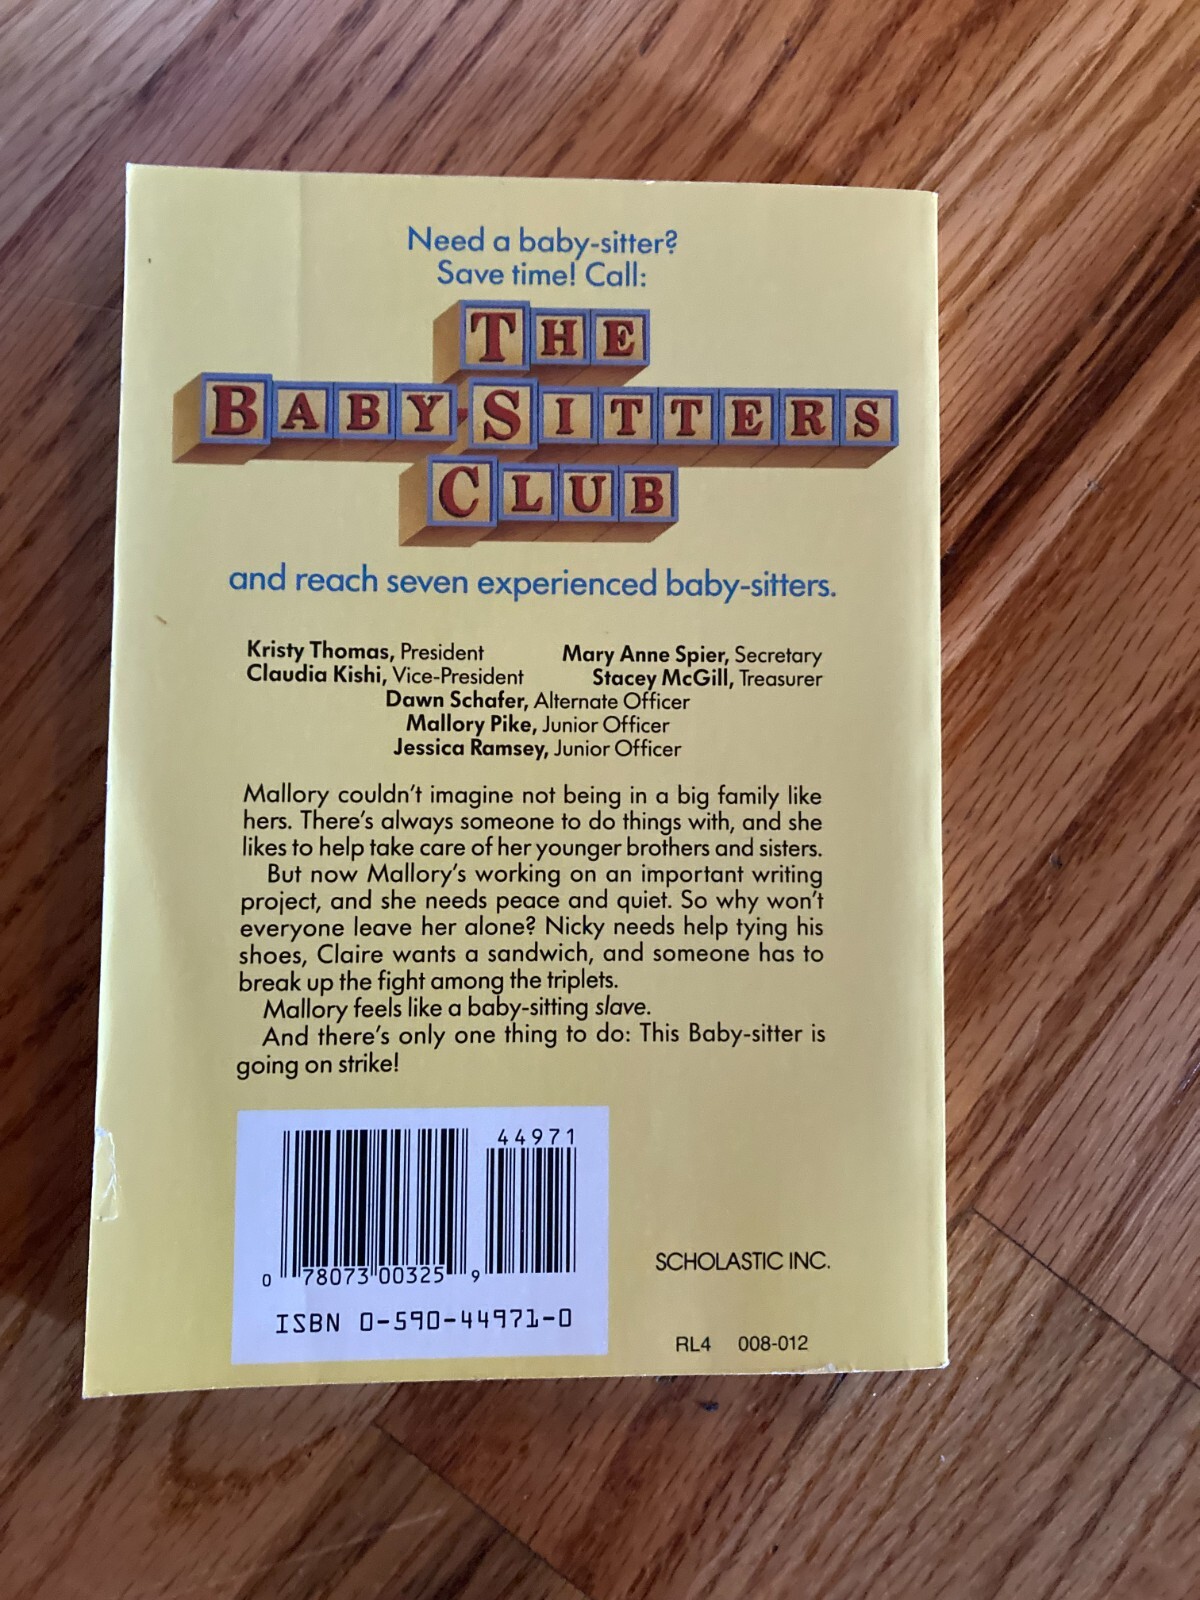 Need a baby-sitter?
Save time! Call:
THE
BABY-SITTERS
CLUB
and reach seven experienced baby-sitters.
Kristy Thomas, President Mary Anne Spier, Secretary
Claudia Kishi, Vice-President Stacey McGill, Treasurer
Dawn Schafer, Alternate Officer
Mallory Pike, Junior Officer
Jessica Ramsey, Junior Officer
Mallory couldn't imagine not being in a big family like
hers. There's always someone to do things with, and she
likes to help take care of her younger brothers and sisters.
But now Mallory's working on an important writing
project, and she needs peace and quiet. So why won't
everyone leave her alone? Nicky needs help tying his
shoes, Claire wants a sandwich, and someone has to
break up the fight among the triplets.
Mallory feels like a baby-sitting slave.
And there's only one thing to do: This Baby-sitter is
going on strike!
44971
0 78073 00325 9
ISBN 0-590-44971-0
SCHOLASTIC INC.
RL4 008-012